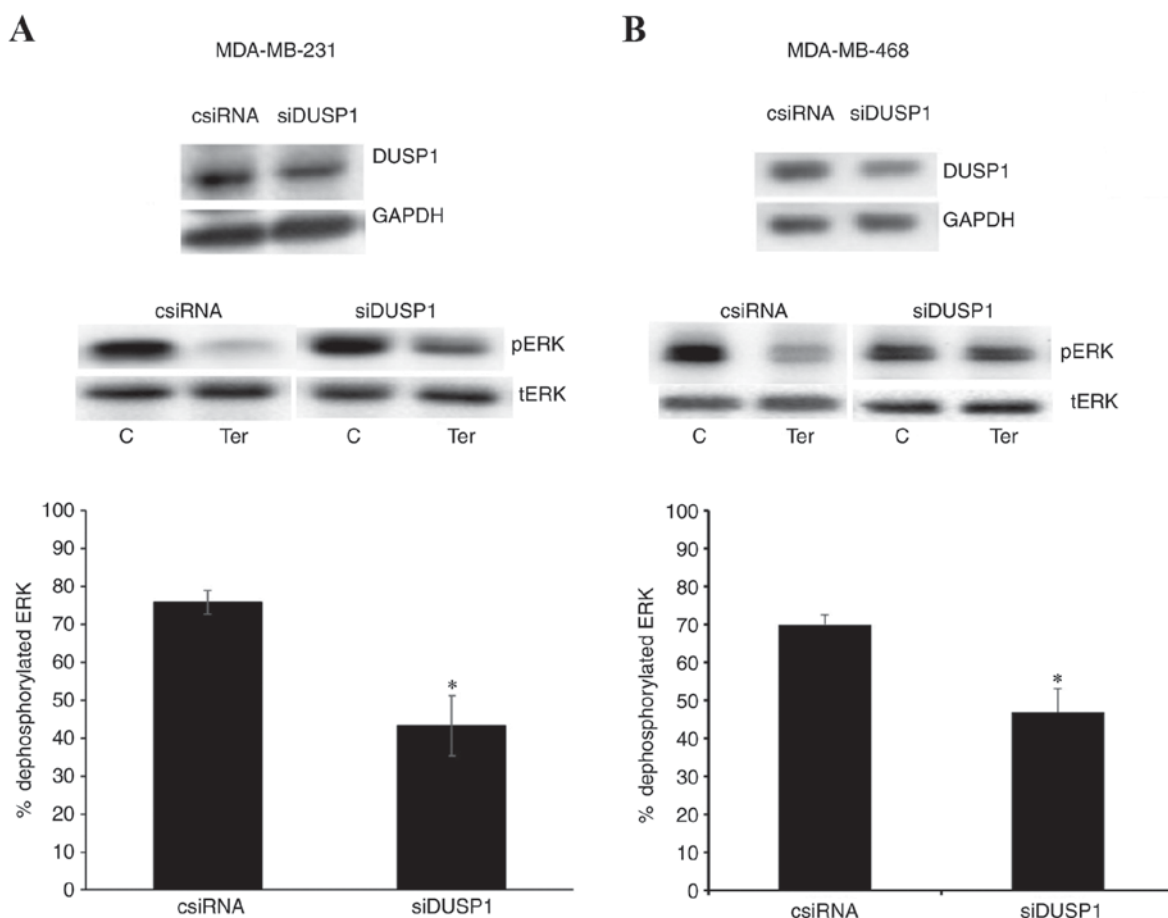 A
MDA-MB-231
csiRNA siDUSP1
DUSP1
GAPDH
csiRNA siDUSP1
pERK
tERK
C Ter C Ter
% dephosphorylated ERK
100
90
80
70
60
50
40
30
20
10
0
*
csiRNA siDUSP1
B
MDA-MB-468
csiRNA siDUSP1
DUSP1
GAPDH
csiRNA siDUSP1
pERK
tERK
C Ter C Ter
% dephosphorylated ERK
100
90
80
70
60
50
40
30
20
10
0
*
csiRNA siDUSP1